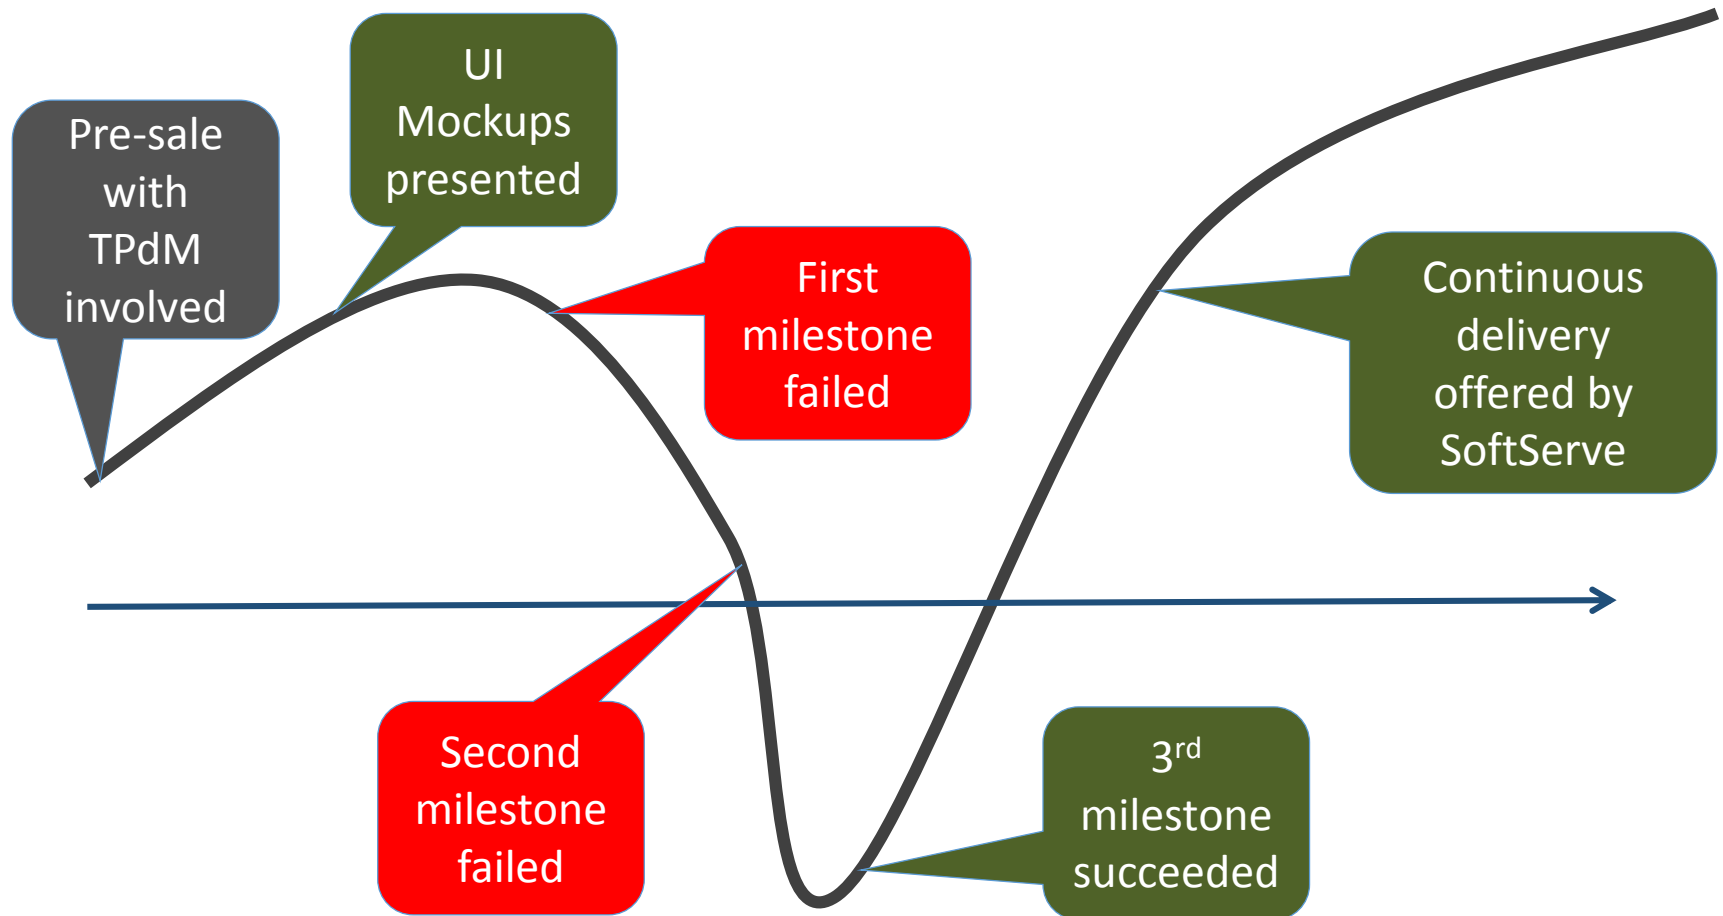 Pre-sale
with
TPdM
involved
UI
Mockups
presented
First
milestone
failed
Second
milestone
failed
3rd
milestone
succeeded
Continuous
delivery
offered by
SoftServe